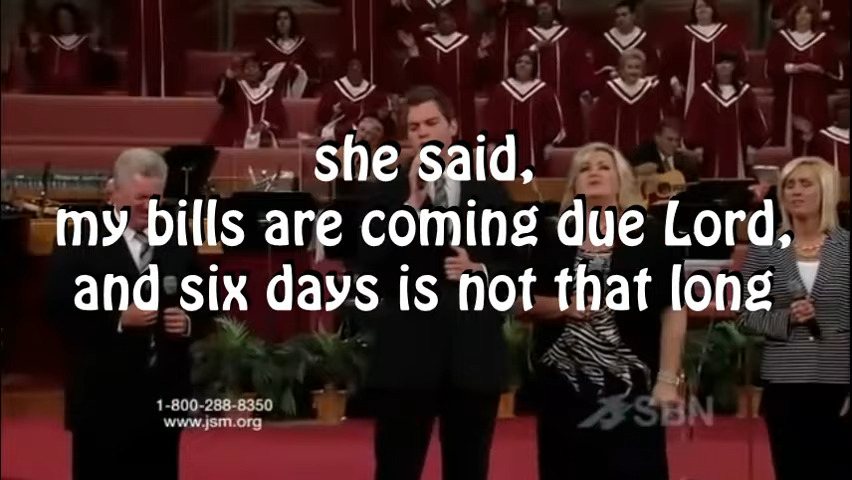 she said,
my bills are coming due Lord,
and six days is not that long
1-800-288-8350
www.jsm.org
SBN